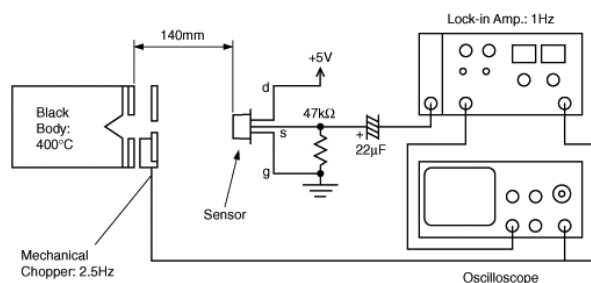 Lock-in Amp.: 1Hz
140mm
+5V
d
Black
Body:
400°C
47kΩ
s
+
22µF
g
Sensor
Mechanical
Chopper: 2.5Hz
Oscilloscope